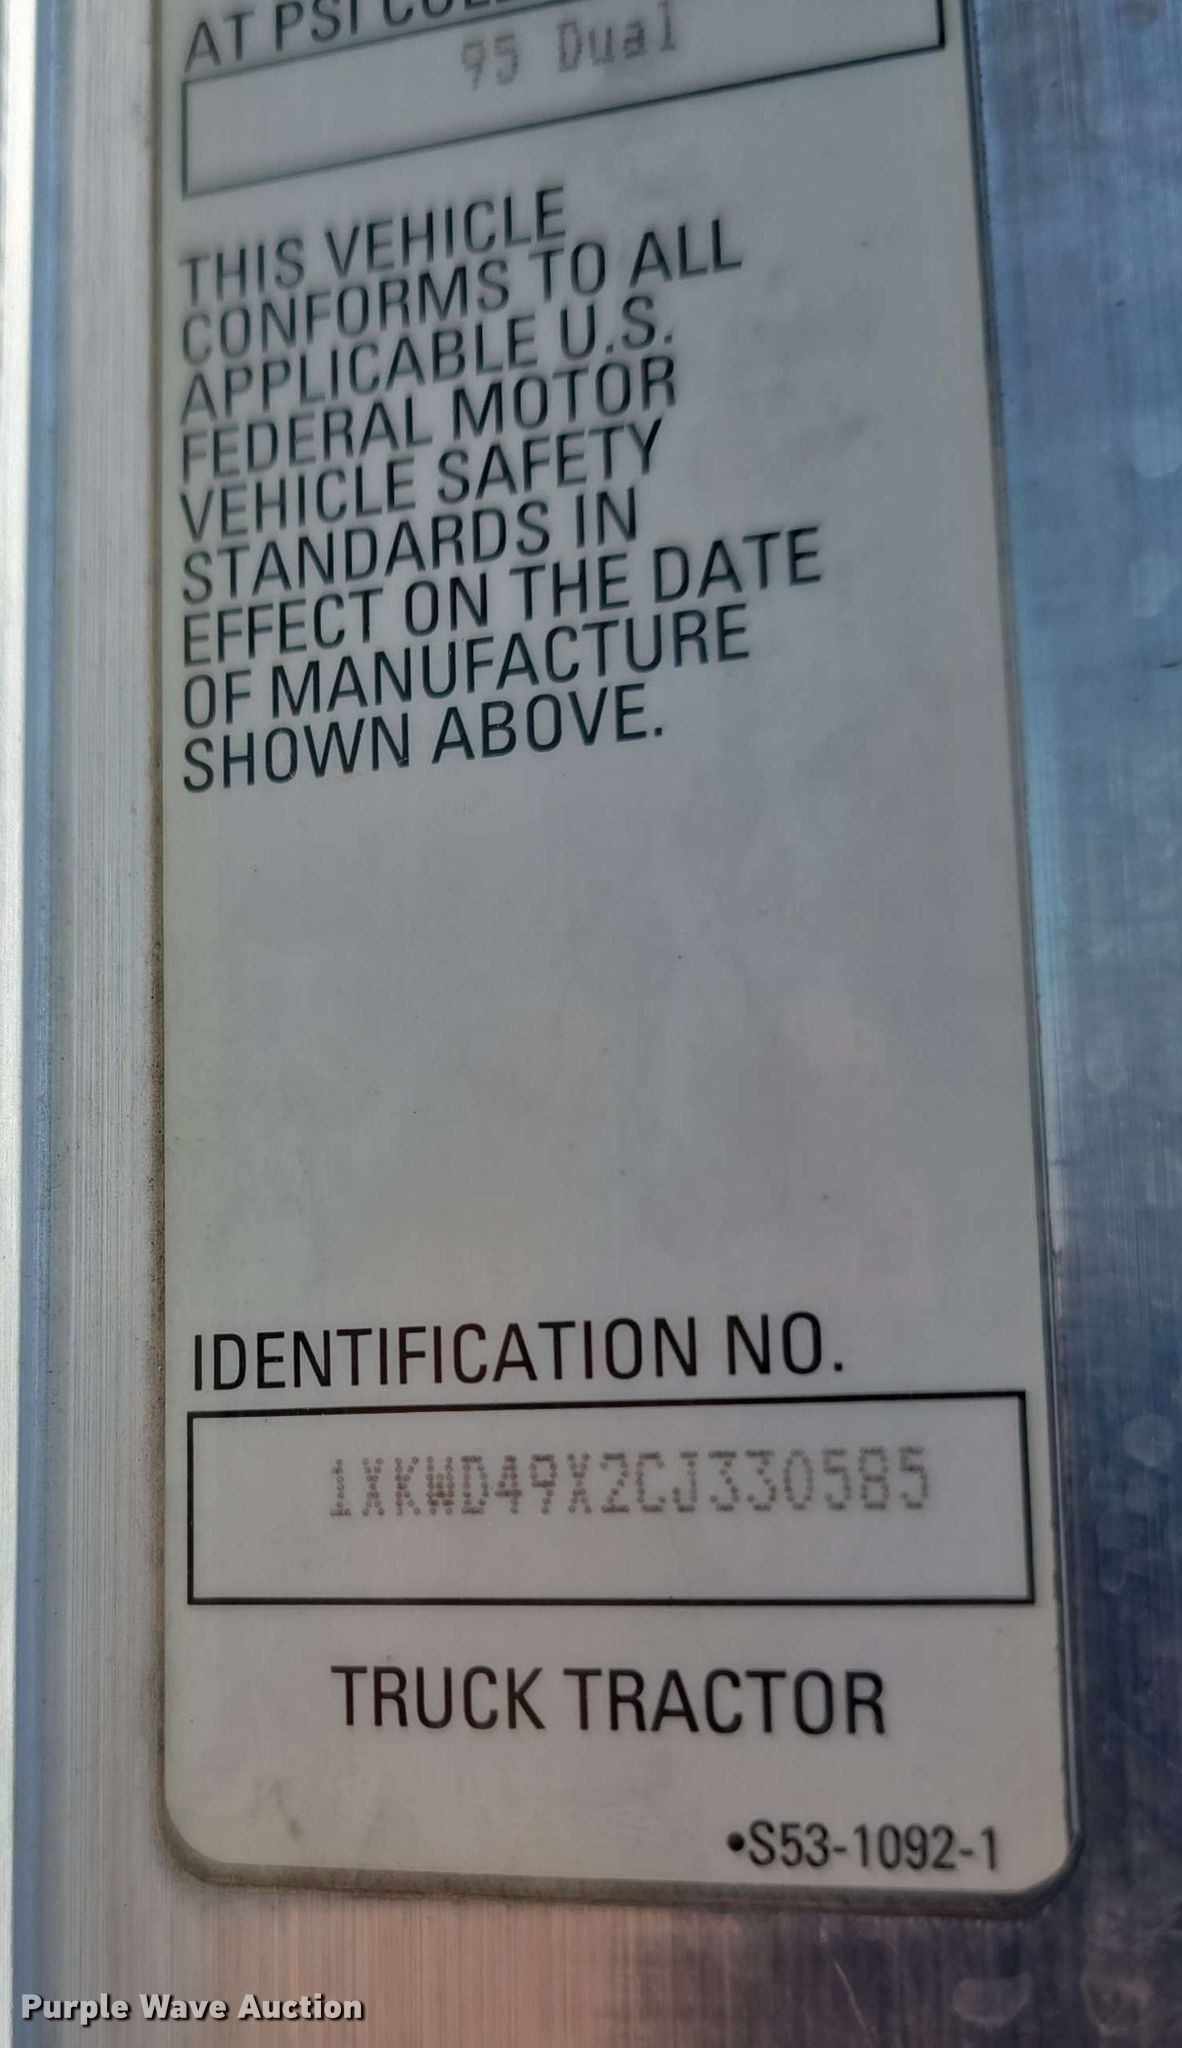 AT PSI COLD
95 Dual
THIS VEHICLE
CONFORMS TO ALL
APPLICABLE U.S.
FEDERAL MOTOR
VEHICLE SAFETY
STANDARDS IN
EFFECT ON THE DATE
OF MANUFACTURE
SHOWN ABOVE.
IDENTIFICATION NO.
1XKWD49X2CJ330585
TRUCK TRACTOR
•S53-1092-1
Purple Wave Auction